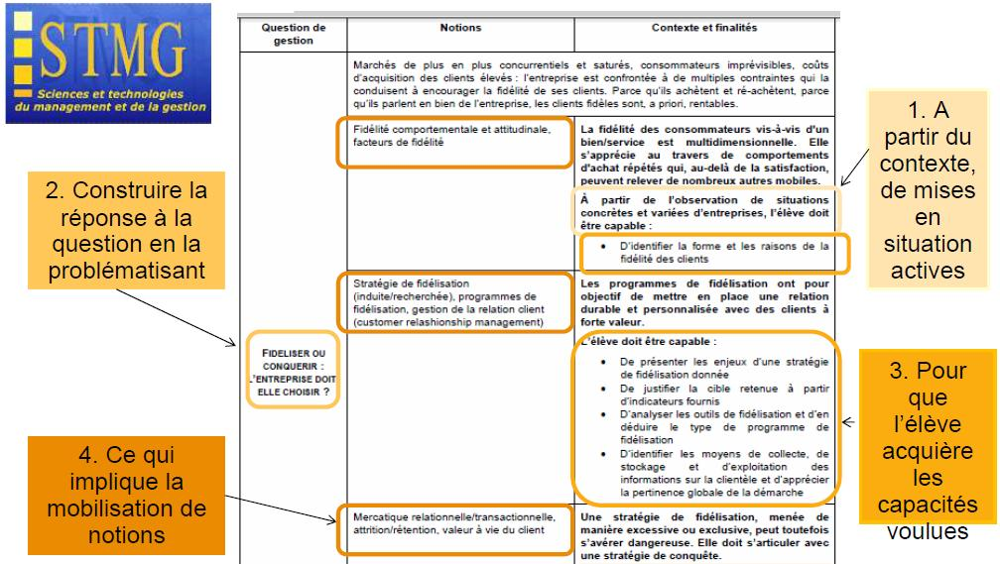 STMG
Sciences et technologies
du management et de la gestion
Question de
gestion
Notions
Contexte et finalités
Marchés de plus en plus concurrentiels et saturés, consommateurs imprévisibles, coûts
d'acquisition des clients élevés : l'entreprise est confrontée à de multiples contraintes qui la
conduisent à encourager la fidélité de ses clients. Parce qu'ils achètent et ré-achètent, parce
qu'ils parlent en bien de l'entreprise, les clients fidèles sont, a priori, rentables.
Fidélité comportementale et attitudinale,
facteurs de fidélité
La fidélité des consommateurs vis-à-vis d'un
bien/service est multidimensionnelle. Elle
s'apprécie au travers de comportements
d'achat répétés qui, au-delà de la satisfaction,
peuvent relever de nombreux autres mobiles.
À partir de l'observation de situations
concrètes et variées d'entreprises, l'élève doit
être capable :
• D'identifier la forme et les raisons de la
fidélité des clients
Stratégie de fidélisation
(induite/recherchée), programmes de
fidélisation, gestion de la relation client
(customer relashionship management)
Les programmes de fidélisation ont pour
objectif de mettre en place une relation
durable et personnalisée avec des clients à
forte valeur.
L'élève doit être capable :
• De présenter les enjeux d'une stratégie
de fidélisation donnée
• De justifier la cible retenue à partir
d'indicateurs fournis
• D'analyser les outils de fidélisation et d'en
déduire le type de programme de
fidélisation
• D'identifier les moyens de collecte, de
stockage et d'exploitation des
informations sur la clientèle et d'apprécier
la pertinence globale de la démarche
FIDELISER OU
CONQUERIR :
L'ENTREPRISE DOIT
ELLE CHOISIR ?
Mercatique relationnelle/transactionnelle,
attrition/rétention, valeur à vie du client
Une stratégie de fidélisation, menée de
manière excessive ou exclusive, peut toutefois
s'avérer dangereuse. Elle doit s'articuler avec
une stratégie de conquête.
1. A
partir du
contexte,
de mises
en
situation
actives
2. Construire la
réponse à la
question en la
problématisant
3. Pour
que
l'élève
acquière
les
capacités
voulues
4. Ce qui
implique la
mobilisation de
notions